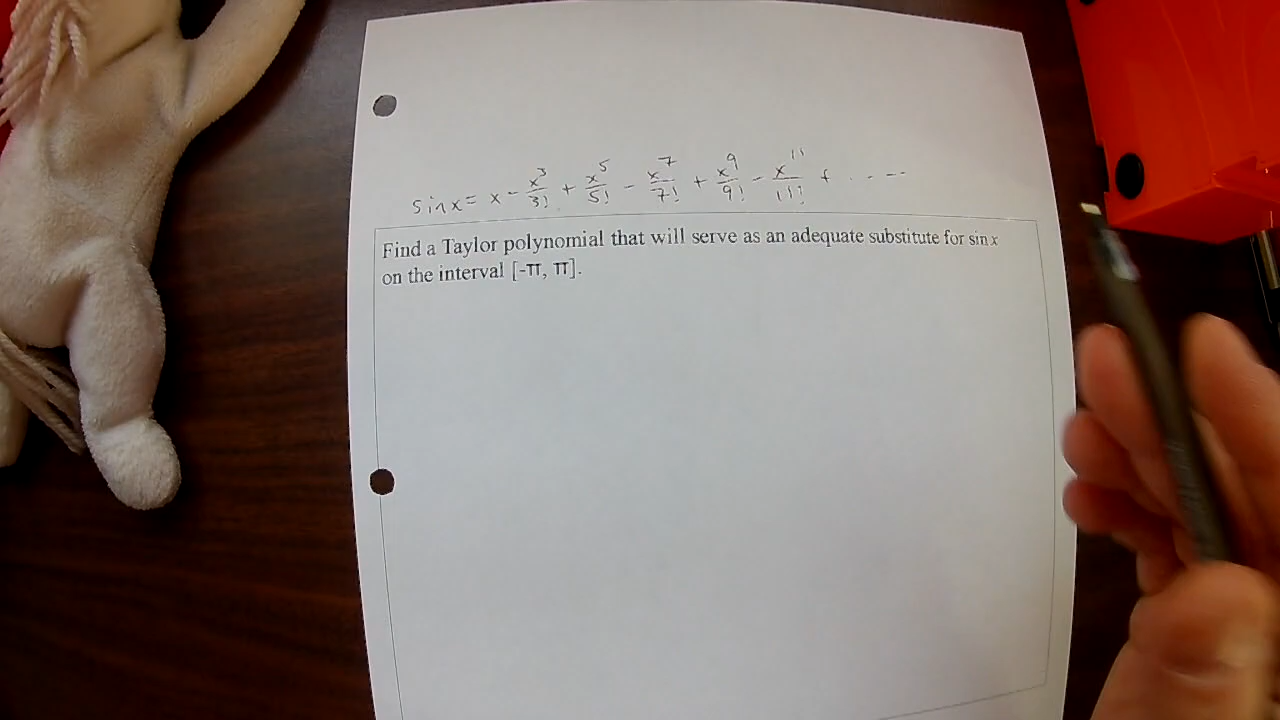 sinx = x - x³/3! + x⁵/5! - x⁷/7! + x⁹/9! - x¹¹/11! + .....
Find a Taylor polynomial that will serve as an adequate substitute for sin x
on the interval [-π, π].